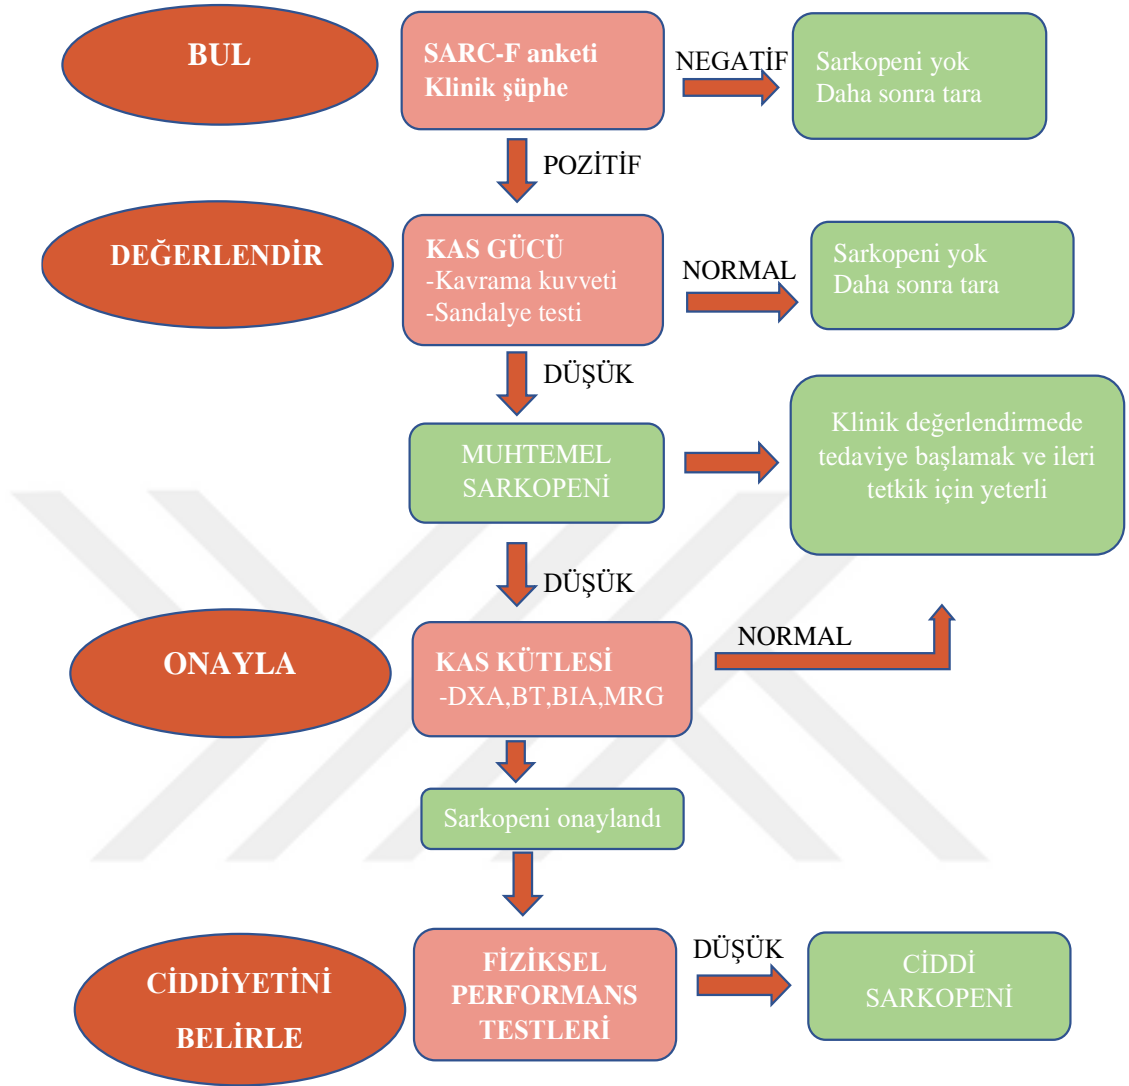 BUL
SARC-F anketi
Klinik şüphe
NEGATİF
Sarkopeni yok
Daha sonra tara
POZİTİF
DEĞERLENDİR
KAS GÜCÜ
-Kavrama kuvveti
-Sandalye testi
NORMAL
Sarkopeni yok
Daha sonra tara
DÜŞÜK
MUHTEMEL
SARKOPENİ
Klinik değerlendirmede
tedaviye başlamak ve ileri
tetkik için yeterli
DÜŞÜK
ONAYLA
KAS KÜTLESİ
-DXA,BT,BIA,MRG
NORMAL
Sarkopeni onaylandı
CİDDİYETİNİ
BELİRLE
FİZİKSEL
PERFORMANS
TESTLERİ
DÜŞÜK
CİDDİ
SARKOPENİ